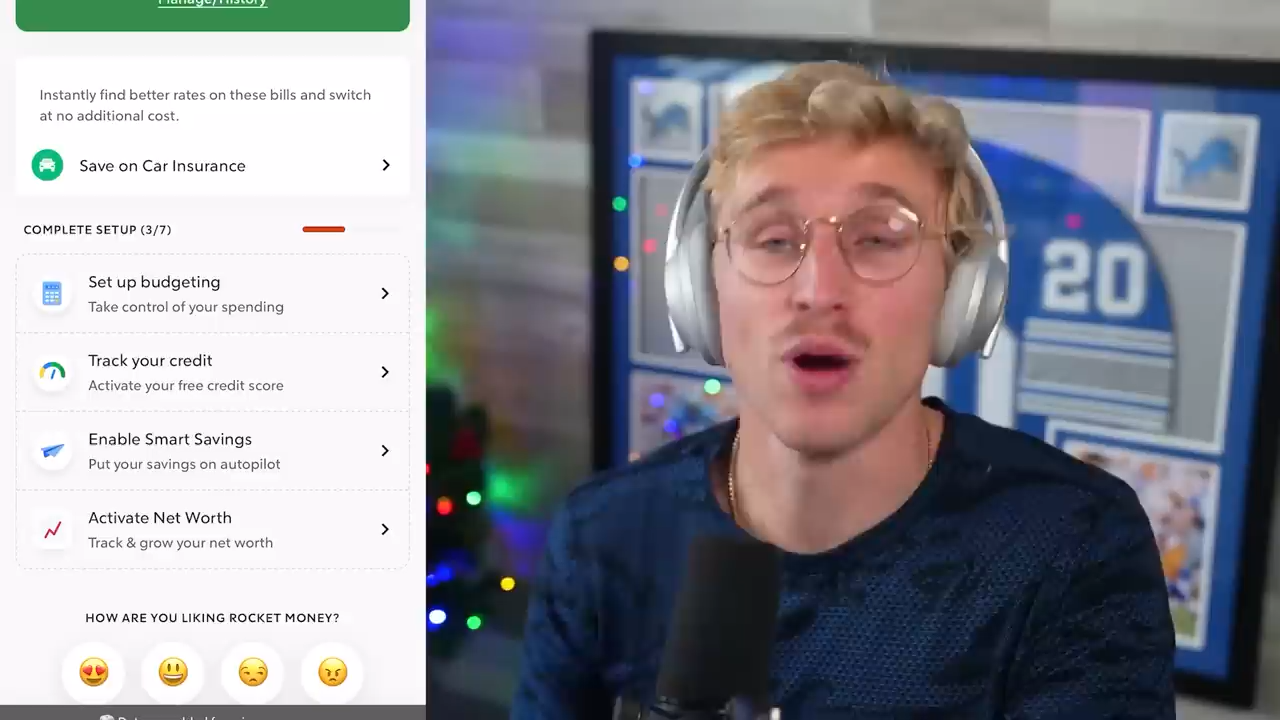 Manage/History
Instantly find better rates on these bills and switch
at no additional cost.
Save on Car Insurance
COMPLETE SETUP (3/7)
Set up budgeting
Take control of your spending
Track your credit
Activate your free credit score
Enable Smart Savings
Put your savings on autopilot
Activate Net Worth
Track & grow your net worth
HOW ARE YOU LIKING ROCKET MONEY?
20